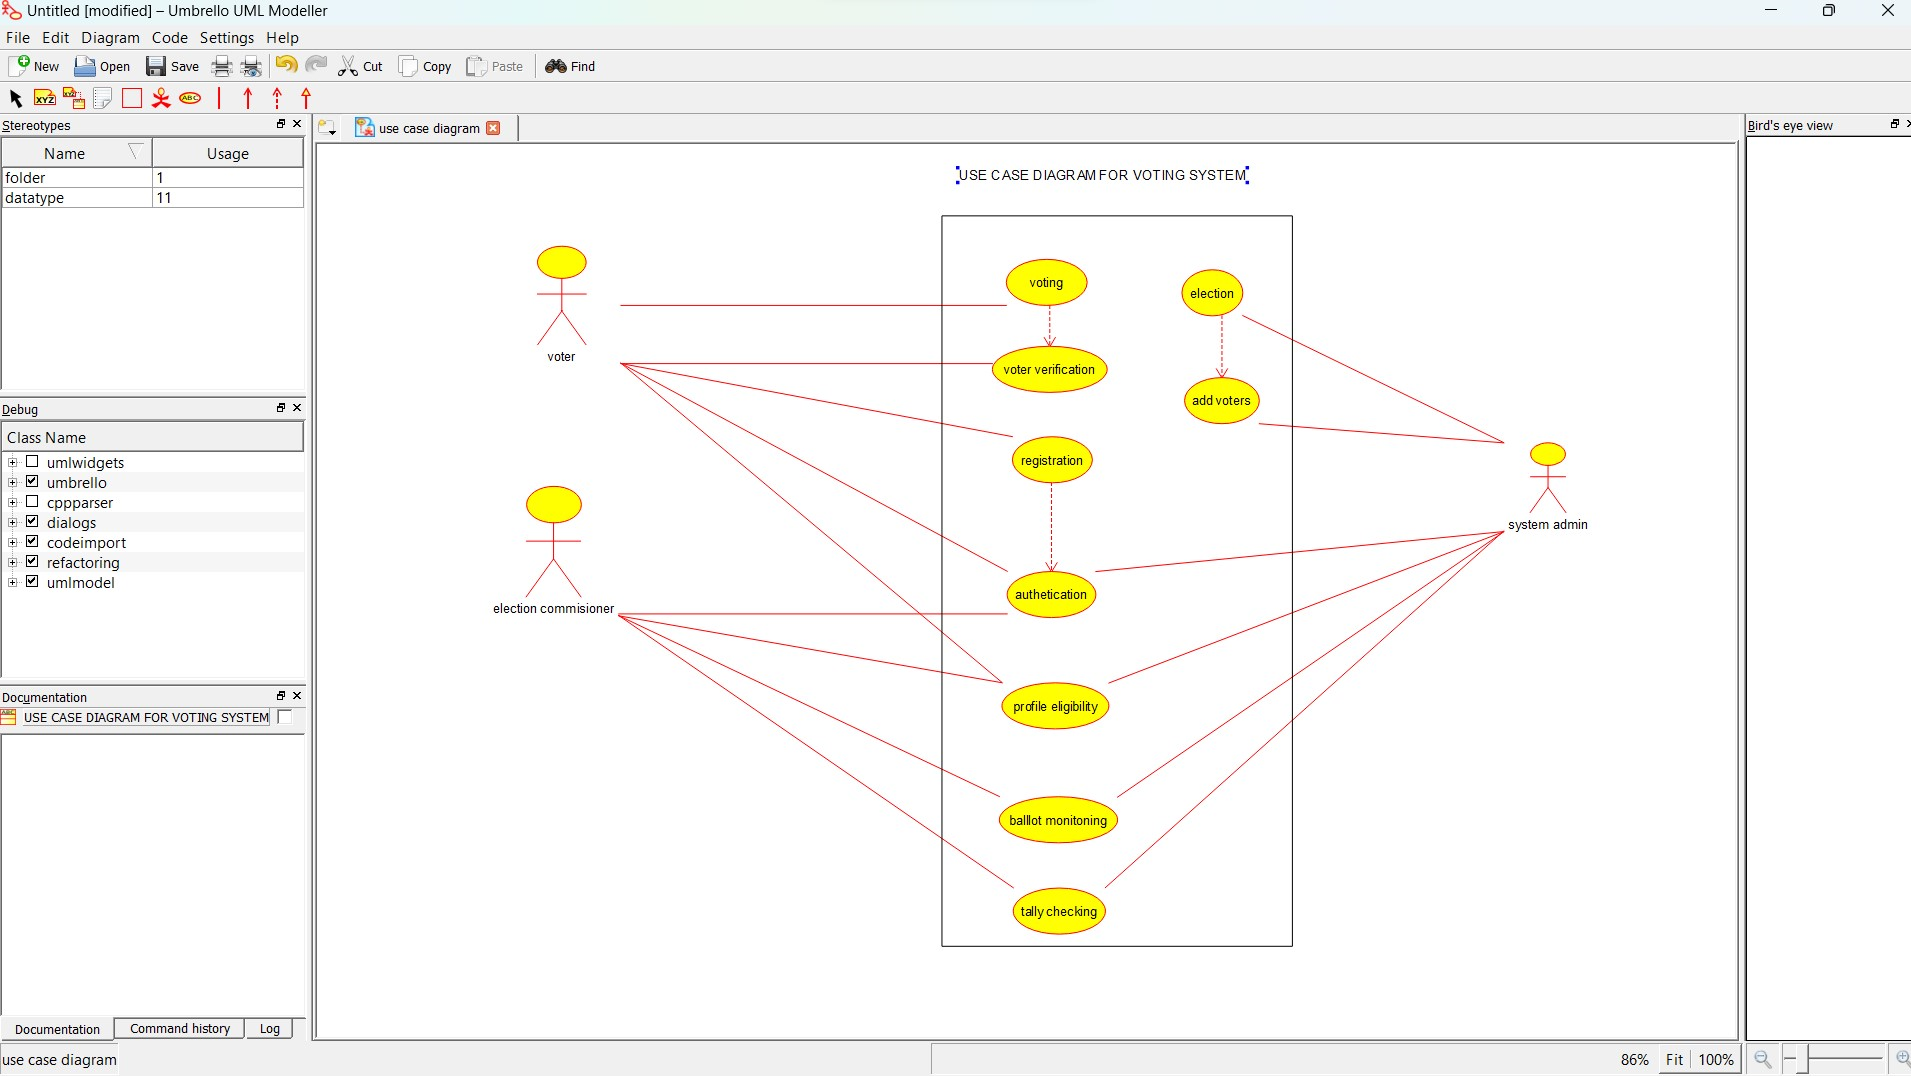 Untitled [modified] – Umbrello UML Modeller
File Edit Diagram Code Settings Help
New Open Save Cut Copy Paste Find
XYZ XYZ ABC
Stereotypes
Name Usage
folder 1
datatype 11
Debug
Class Name
umlwidgets
umbrello
cppparser
dialogs
codeimport
refactoring
umlmodel
Documentation
ABC USE CASE DIAGRAM FOR VOTING SYSTEM
Documentation Command history Log
use case diagram
use case diagram
USE CASE DIAGRAM FOR VOTING SYSTEM
voting
election
voter
voter verification
add voters
registration
system admin
authetication
election commisioner
profile eligibility
balllot monitoning
tally checking
Bird's eye view
86% Fit 100%